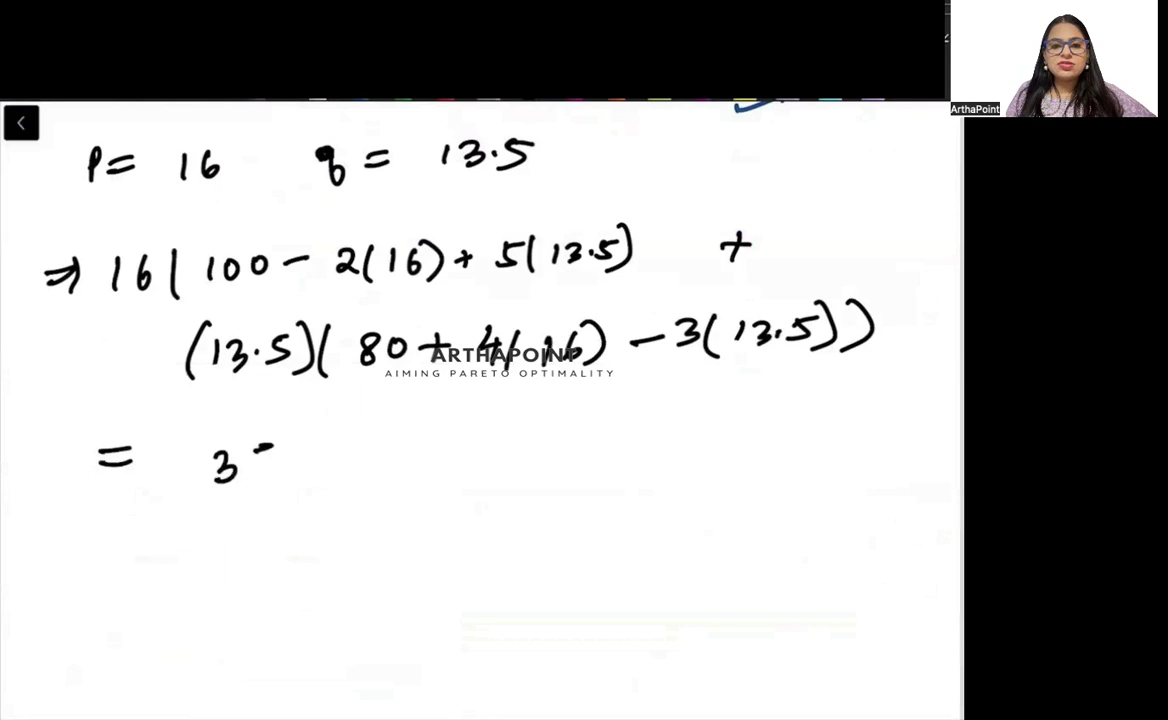 ArthaPoint
P = 16 q = 13.5
⇒ 16( 100 - 2(16) + 5(13.5) +
(13.5)( 80 + 4(16) - 3(13.5))
ARTHAPOINT
AIMING PARETO OPTIMALITY
= 3